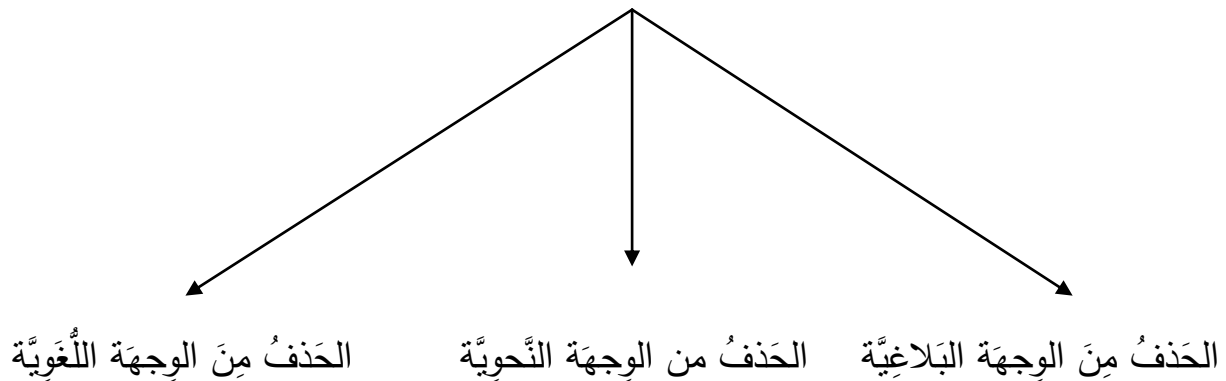 الحَذفُ مِنَ الوِجهَة البَلاغِيَّة الحَذفُ من الوِجهَة النَّحوِيَّة الحَذفُ مِنَ الوِجهَة اللُّغَوِيَّة